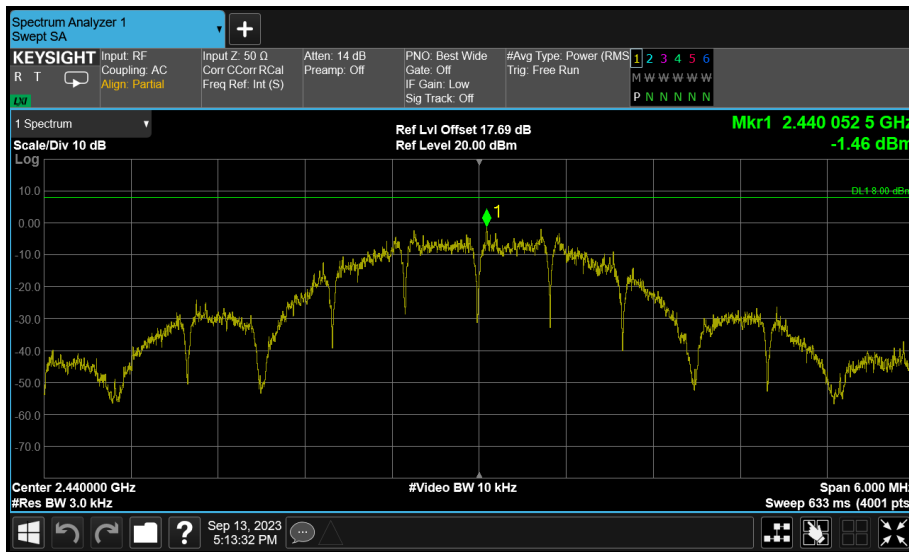 Spectrum Analyzer 1
Swept SA
KEYSIGHT
R T
LXI
Input: RF
Coupling: AC
Align: Partial
Input Z: 50 Ω
Corr CCorr RCal
Freq Ref: Int (S)
Atten: 14 dB
Preamp: Off
PNO: Best Wide
Gate: Off
IF Gain: Low
Sig Track: Off
#Avg Type: Power (RMS
Trig: Free Run
1 2 3 4 5 6
M W W W W W
P N N N N N
1 Spectrum
Scale/Div 10 dB
Log
Ref Lvl Offset 17.69 dB
Ref Level 20.00 dBm
Mkr1 2.440 052 5 GHz
-1.46 dBm
10.0
0.00
-10.0
-20.0
-30.0
-40.0
-50.0
-60.0
-70.0
DL1 8.00 dBm
1
Center 2.440000 GHz
#Res BW 3.0 kHz
#Video BW 10 kHz
Span 6.000 MHz
Sweep 633 ms (4001 pts
?
Sep 13, 2023
5:13:32 PM